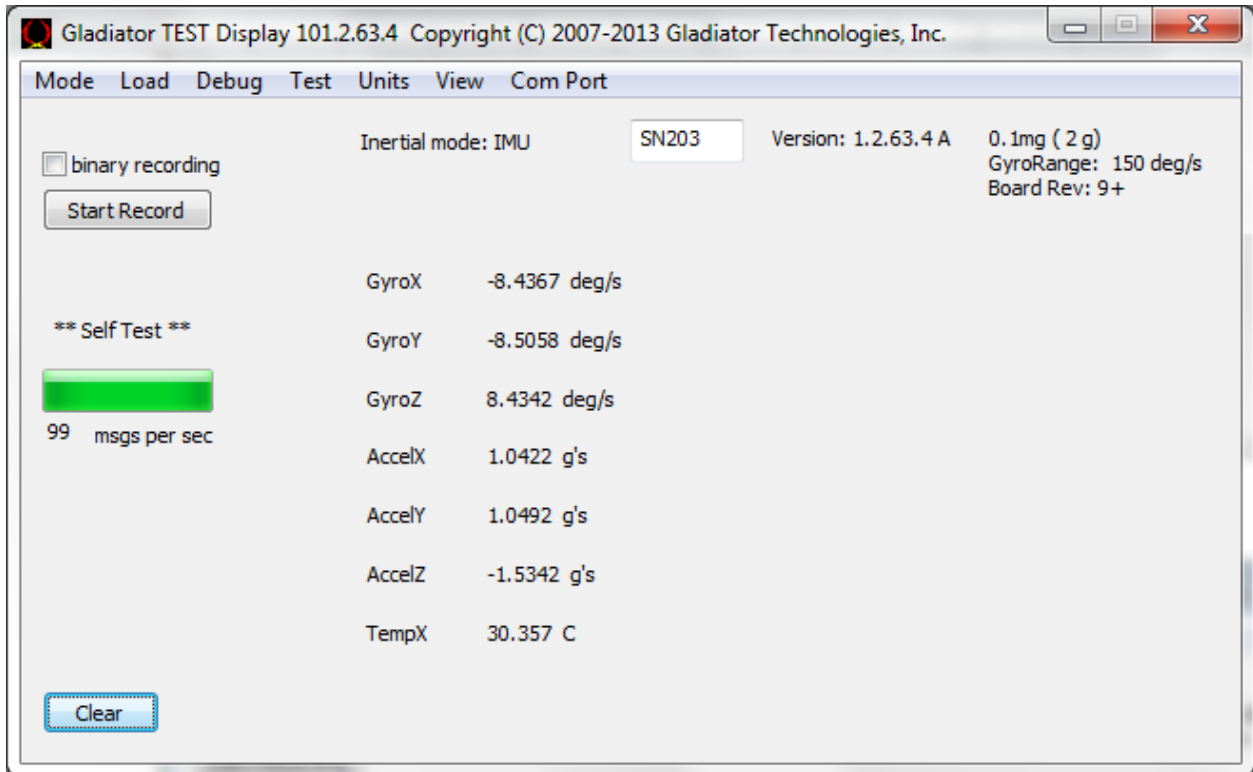 Gladiator TEST Display 101.2.63.4 Copyright (C) 2007-2013 Gladiator Technologies, Inc.
Mode Load Debug Test Units View Com Port
binary recording
Start Record
Inertial mode: IMU
SN203
Version: 1.2.63.4 A
0.1mg ( 2 g)
GyroRange: 150 deg/s
Board Rev: 9+
** Self Test **
99 msgs per sec
GyroX -8.4367 deg/s
GyroY -8.5058 deg/s
GyroZ 8.4342 deg/s
AccelX 1.0422 g's
AccelY 1.0492 g's
AccelZ -1.5342 g's
TempX 30.357 C
Clear